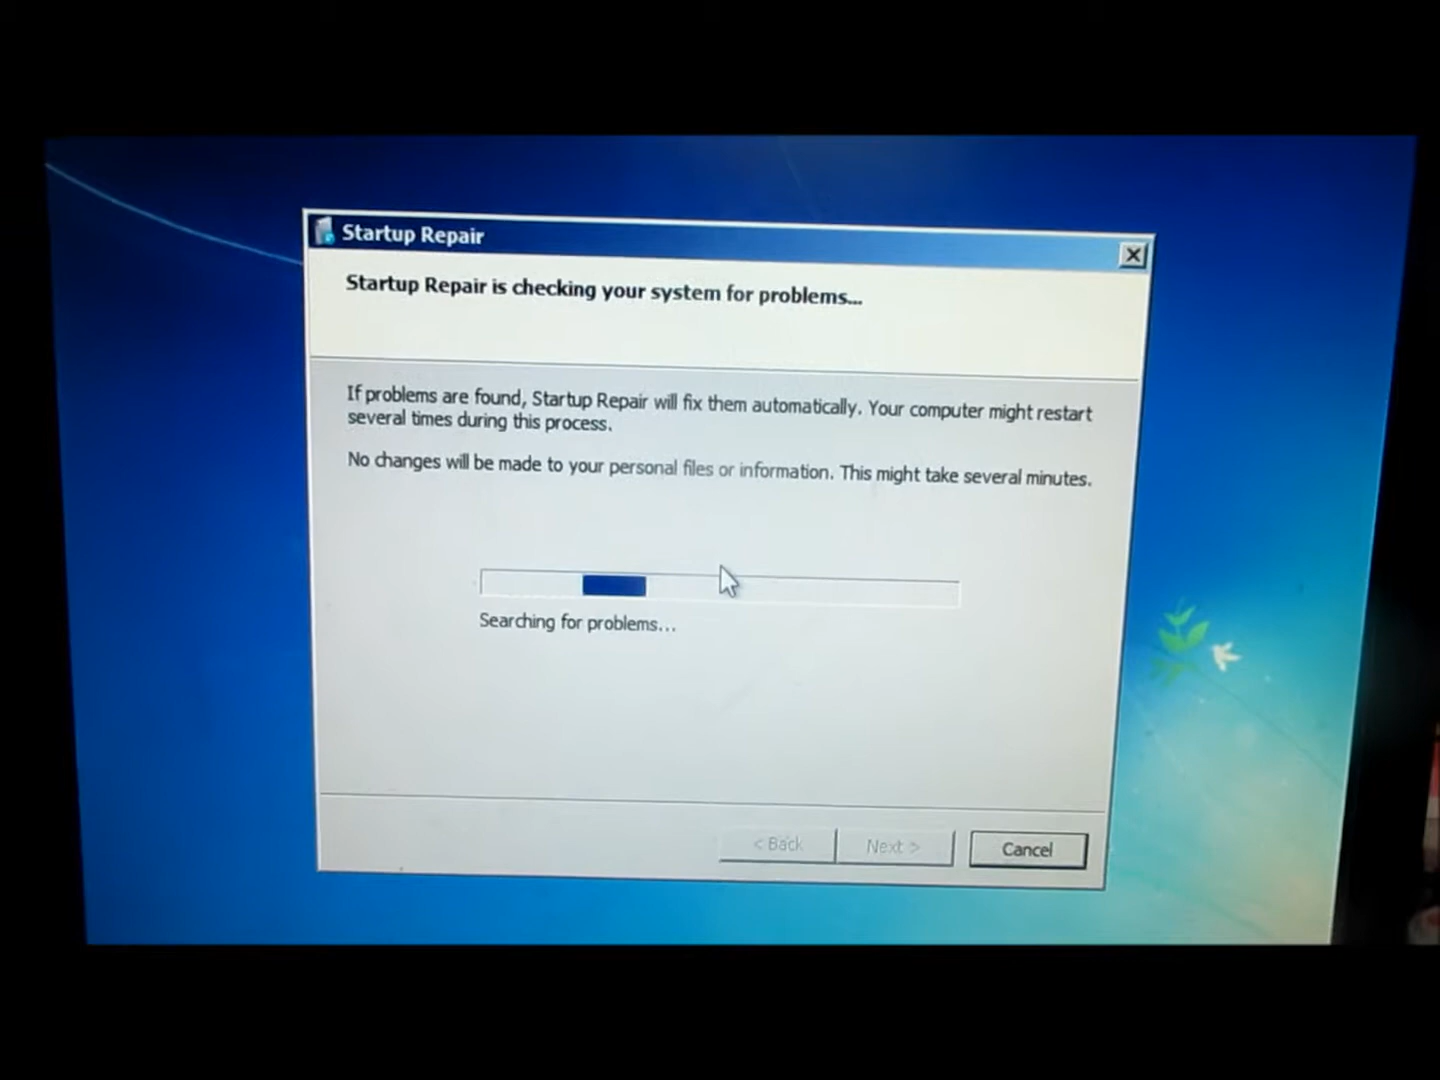 Startup Repair
Startup Repair is checking your system for problems...
If problems are found, Startup Repair will fix them automatically. Your computer might restart
several times during this process.
No changes will be made to your personal files or information. This might take several minutes.
Searching for problems...
< Back
Next >
Cancel